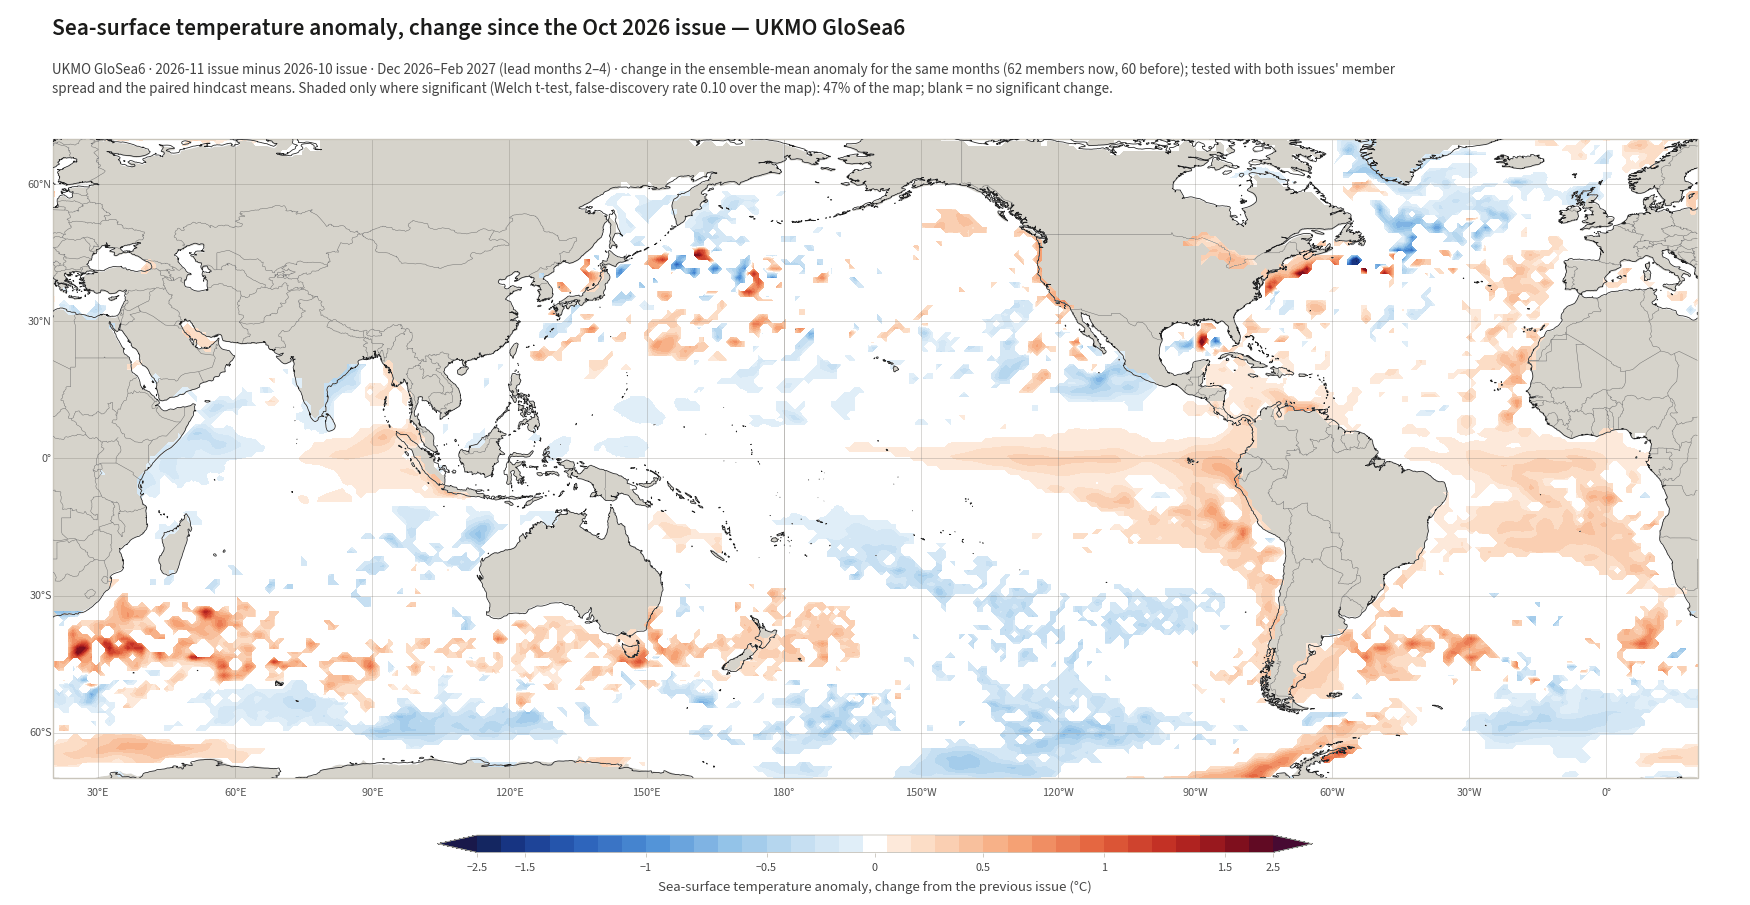 Sea-surface temperature anomaly, change since the Oct 2026 issue — UKMO GloSea6
UKMO GloSea6 · 2026-11 issue minus 2026-10 issue · Dec 2026–Feb 2027 (lead months 2–4) · change in the ensemble-mean anomaly for the same months (62 members now, 60 before); tested with both issues' member
spread and the paired hindcast means. Shaded only where significant (Welch t-test, false-discovery rate 0.10 over the map): 47% of the map; blank = no significant change.
60°N
30°N
0°
30°S
60°S
30°E 60°E 90°E 120°E 150°E 180° 150°W 120°W 90°W 60°W 30°W 0°
−2.5 −1.5 −1 −0.5 0 0.5 1 1.5 2.5
Sea-surface temperature anomaly, change from the previous issue (°C)